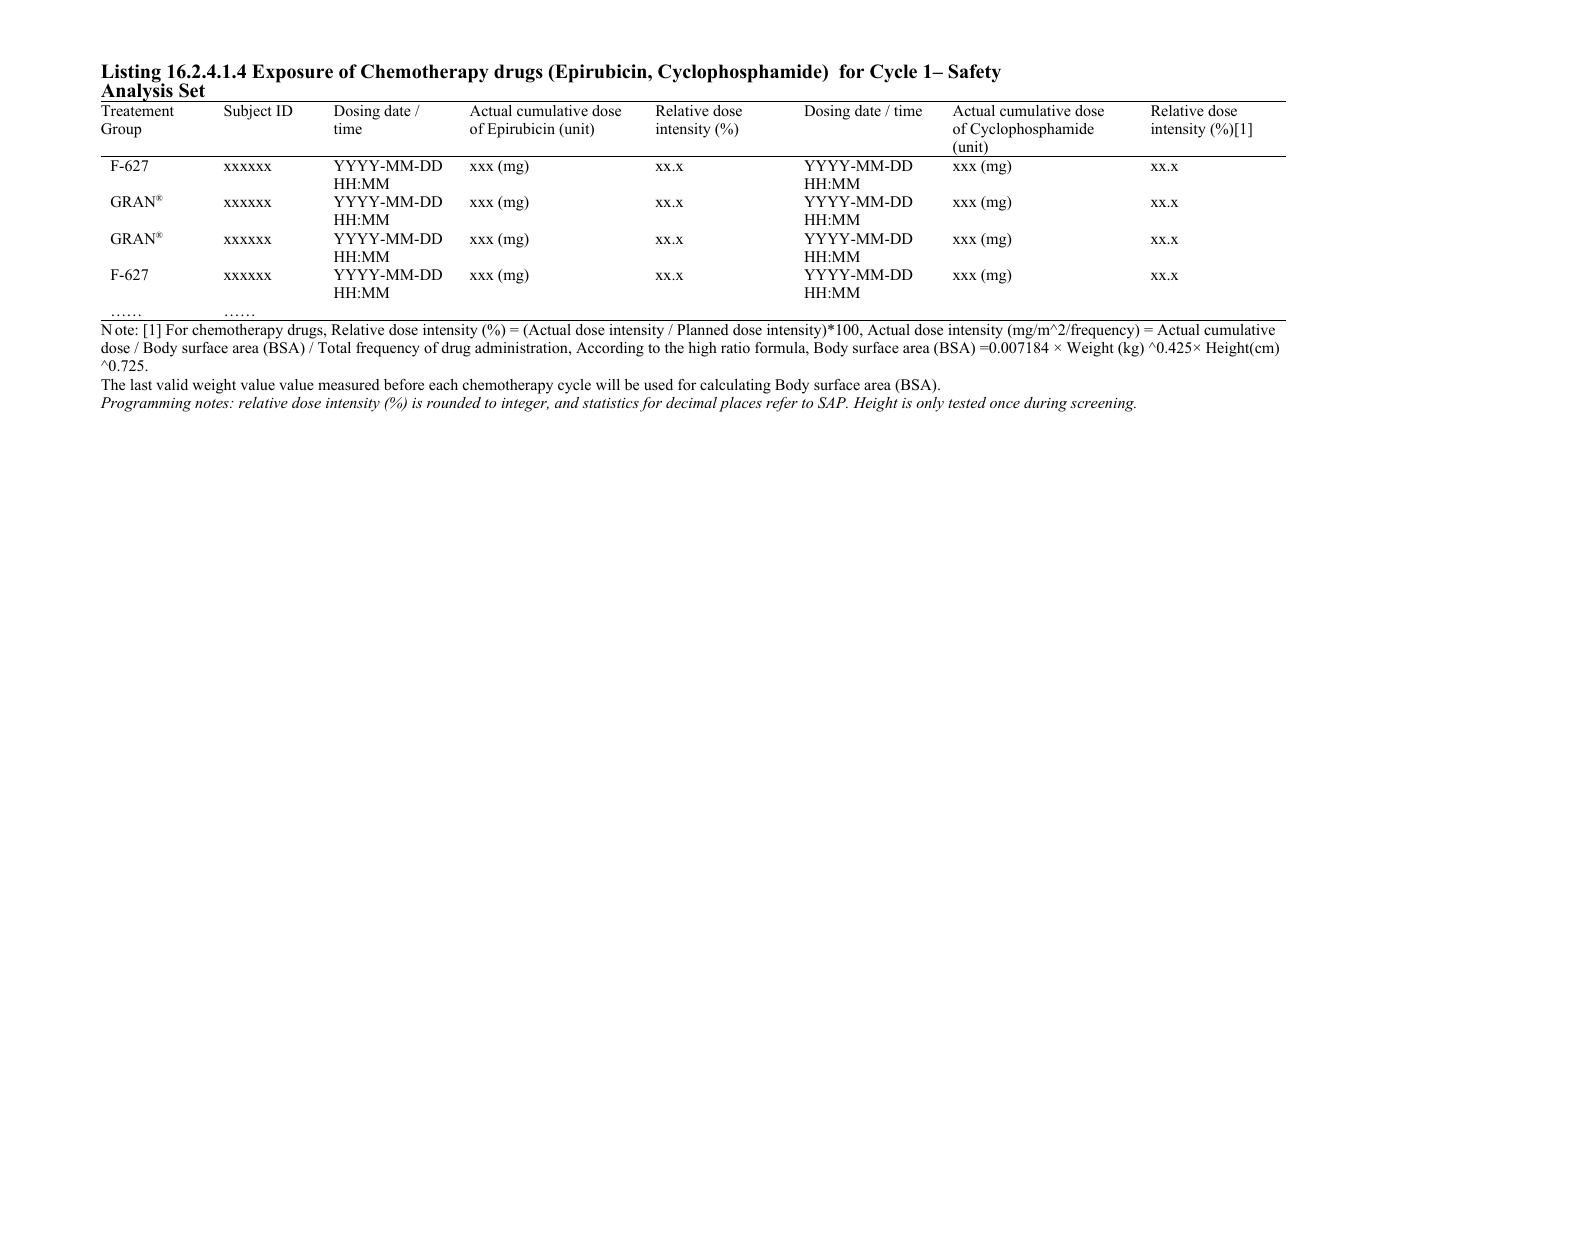 Listing 16.2.4.1.4 Exposure of Chemotherapy drugs (Epirubicin, Cyclophosphamide)  for Cycle 1– Safety
Analysis Set
Treatement Group Subject ID Dosing date / time Actual cumulative dose of Epirubicin (unit) Relative dose intensity (%) Dosing date / time Actual cumulative dose of Cyclophosphamide (unit) Relative dose intensity (%)[1]
F-627 xxxxxx YYYY-MM-DD HH:MM xxx (mg) xx.x YYYY-MM-DD HH:MM xxx (mg) xx.x
GRAN® xxxxxx YYYY-MM-DD HH:MM xxx (mg) xx.x YYYY-MM-DD HH:MM xxx (mg) xx.x
GRAN® xxxxxx YYYY-MM-DD HH:MM xxx (mg) xx.x YYYY-MM-DD HH:MM xxx (mg) xx.x
F-627 xxxxxx YYYY-MM-DD HH:MM xxx (mg) xx.x YYYY-MM-DD HH:MM xxx (mg) xx.x
…… ……
Note: [1] For chemotherapy drugs, Relative dose intensity (%) = (Actual dose intensity / Planned dose intensity)*100, Actual dose intensity (mg/m^2/frequency) = Actual cumulative
dose / Body surface area (BSA) / Total frequency of drug administration, According to the high ratio formula, Body surface area (BSA) =0.007184 × Weight (kg) ^0.425× Height(cm)
^0.725.
The last valid weight value value measured before each chemotherapy cycle will be used for calculating Body surface area (BSA).
Programming notes: relative dose intensity (%) is rounded to integer, and statistics for decimal places refer to SAP. Height is only tested once during screening.